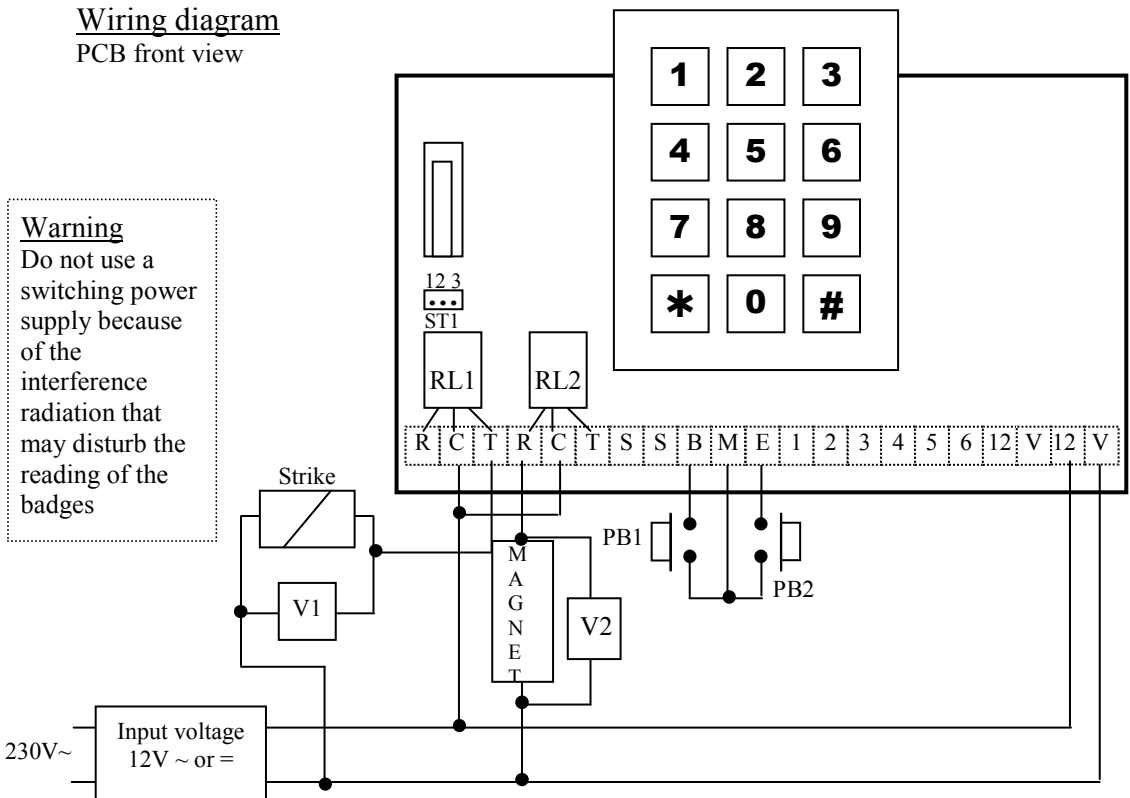 Wiring diagram
PCB front view
1 2 3
4 5 6
7 8 9
* 0 #
Warning
Do not use a
switching power
supply because
of the
interference
radiation that
may disturb the
reading of the
badges
12 3
ST1
RL1 RL2
R C T R C T S S B M E 1 2 3 4 5 6 12 V 12 V
Strike
V1
M
A
G
N
E
T
V2
PB1
PB2
230V~
Input voltage
12V ~ or =